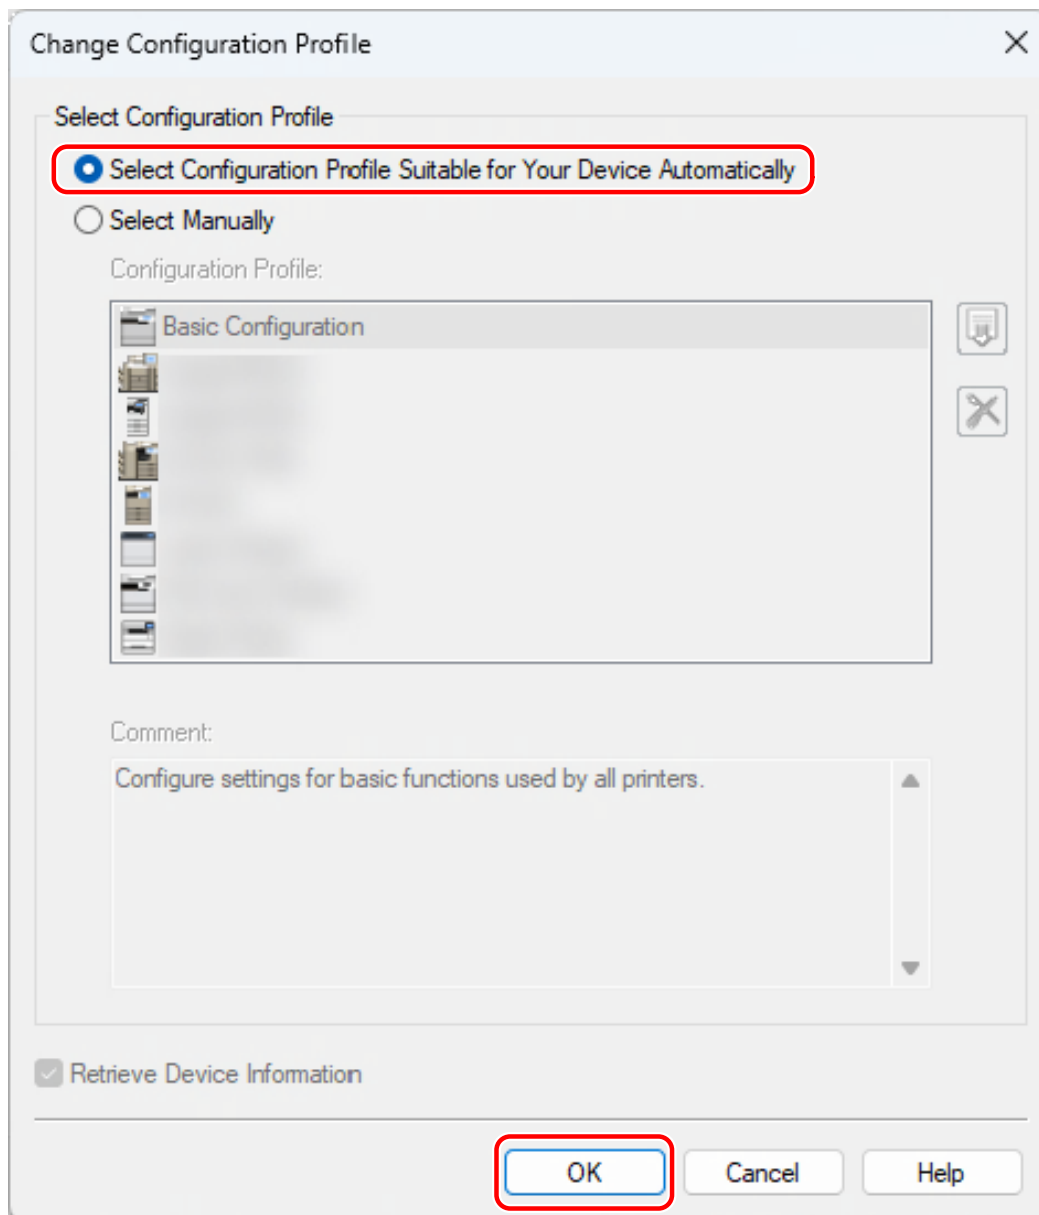 Change Configuration Profile
Select Configuration Profile
Select Configuration Profile Suitable for Your Device Automatically
Select Manually
Configuration Profile:
Basic Configuration
Comment:
Configure settings for basic functions used by all printers.
Retrieve Device Information
OK Cancel Help